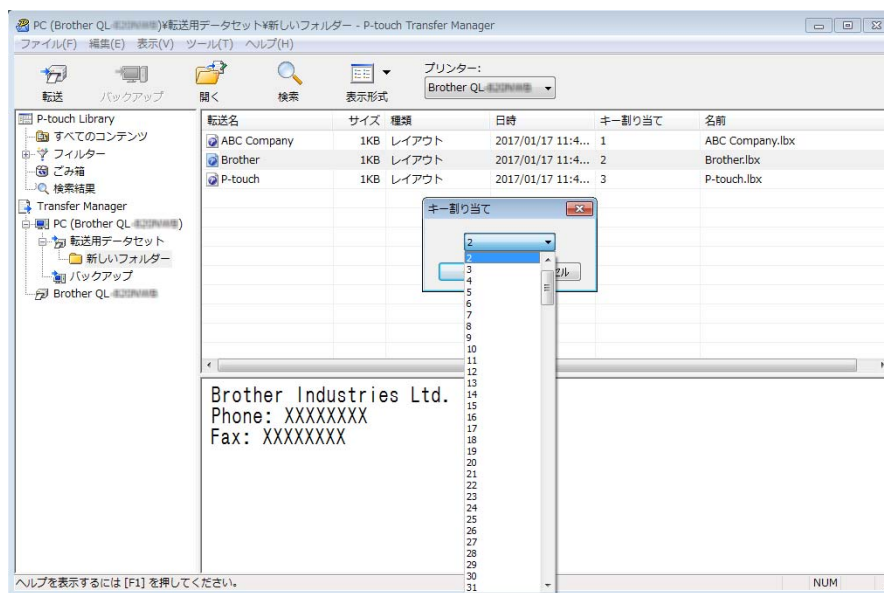 PC (Brother QL )¥転送用データセット¥新しいフォルダー - P-touch Transfer Manager
ファイル(F) 編集(E) 表示(V) ツール(T) ヘルプ(H)
転送 バックアップ 開く 検索 表示形式
プリンター:
Brother QL
P-touch Library
すべてのコンテンツ
フィルター
ごみ箱
検索結果
Transfer Manager
PC (Brother QL )
転送用データセット
新しいフォルダー
バックアップ
Brother QL
転送名 サイズ 種類 日時 キー割り当て 名前
ABC Company 1KB レイアウト 2017/01/17 11:4... 1 ABC Company.lbx
Brother 1KB レイアウト 2017/01/17 11:4... 2 Brother.lbx
P-touch 1KB レイアウト 2017/01/17 11:4... 3 P-touch.lbx
キー割り当て
2
2
3
4
5
6
7
8
9
10
11
12
13
14
15
16
17
18
19
20
21
22
23
24
25
26
27
28
29
30
31
セル
Brother Industries Ltd.
Phone: XXXXXXXX
Fax: XXXXXXXX
ヘルプを表示するには [F1] を押してください。
NUM